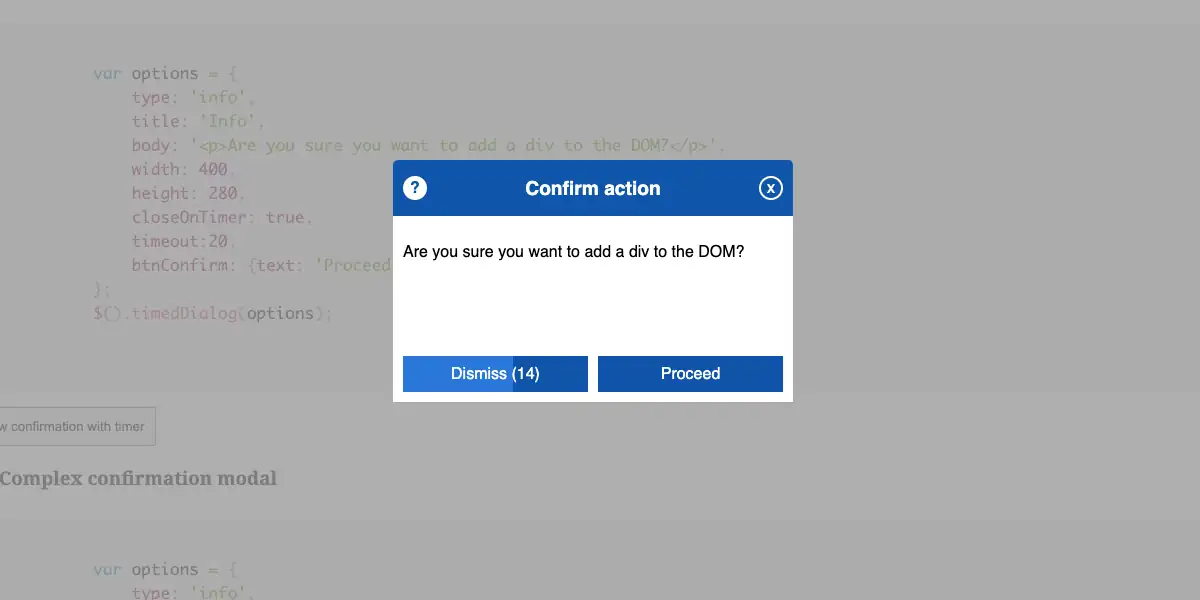 var options = {
type: 'info',
title: 'Info',
body: '<p>Are you sure you want to add a div to the DOM?</p>',
width: 400,
height: 280,
closeOnTimer: true,
timeout:20,
btnConfirm: {text: 'Proceed
};
$().timedDialog(options);
? Confirm action x
Are you sure you want to add a div to the DOM?
Dismiss (14) Proceed
confirmation with timer
Complex confirmation modal
var options = {
type: 'info',